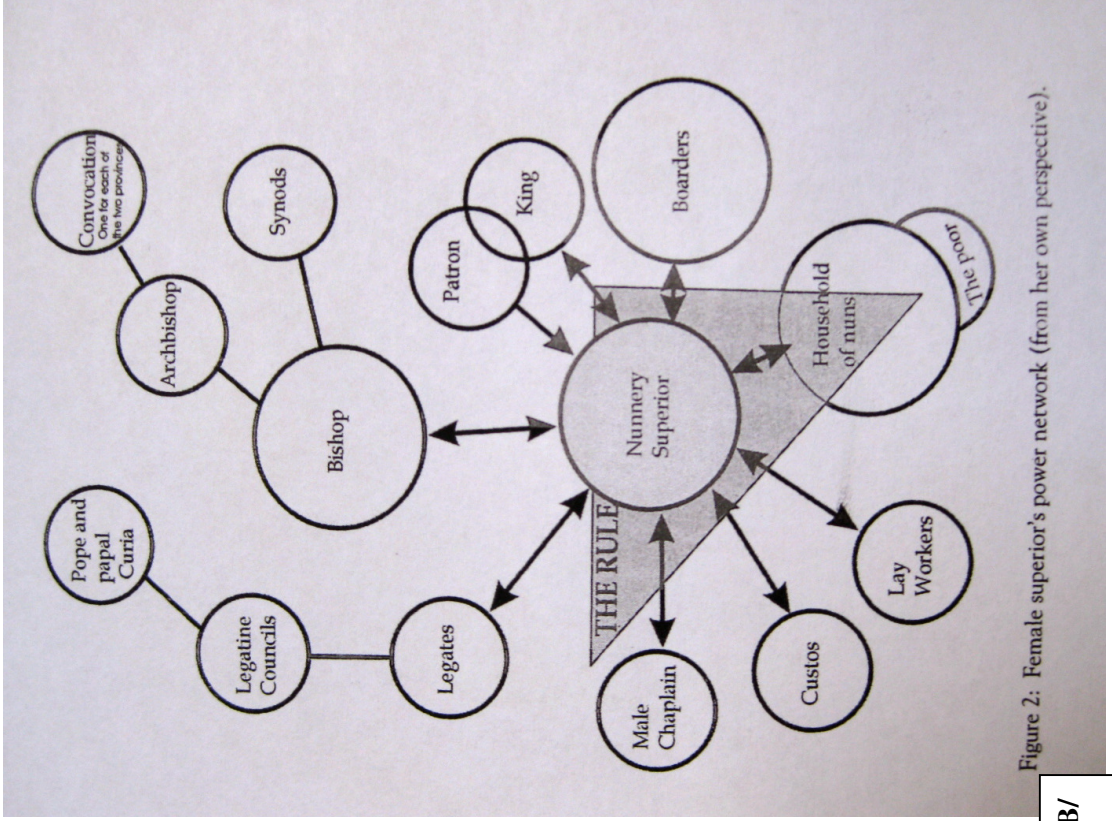 Pope and
papal
Curia
Convocation
One for each of
the two provinces
Archbishop
Legatine
Councils
Synods
Bishop
Legates
Patron
King
THE RULE
Nunnery
Superior
Boarders
Male
Chaplain
Custos
Lay
Workers
Household
of nuns
The Poor
Figure 2: Female superior's power network (from her own perspective).
B/